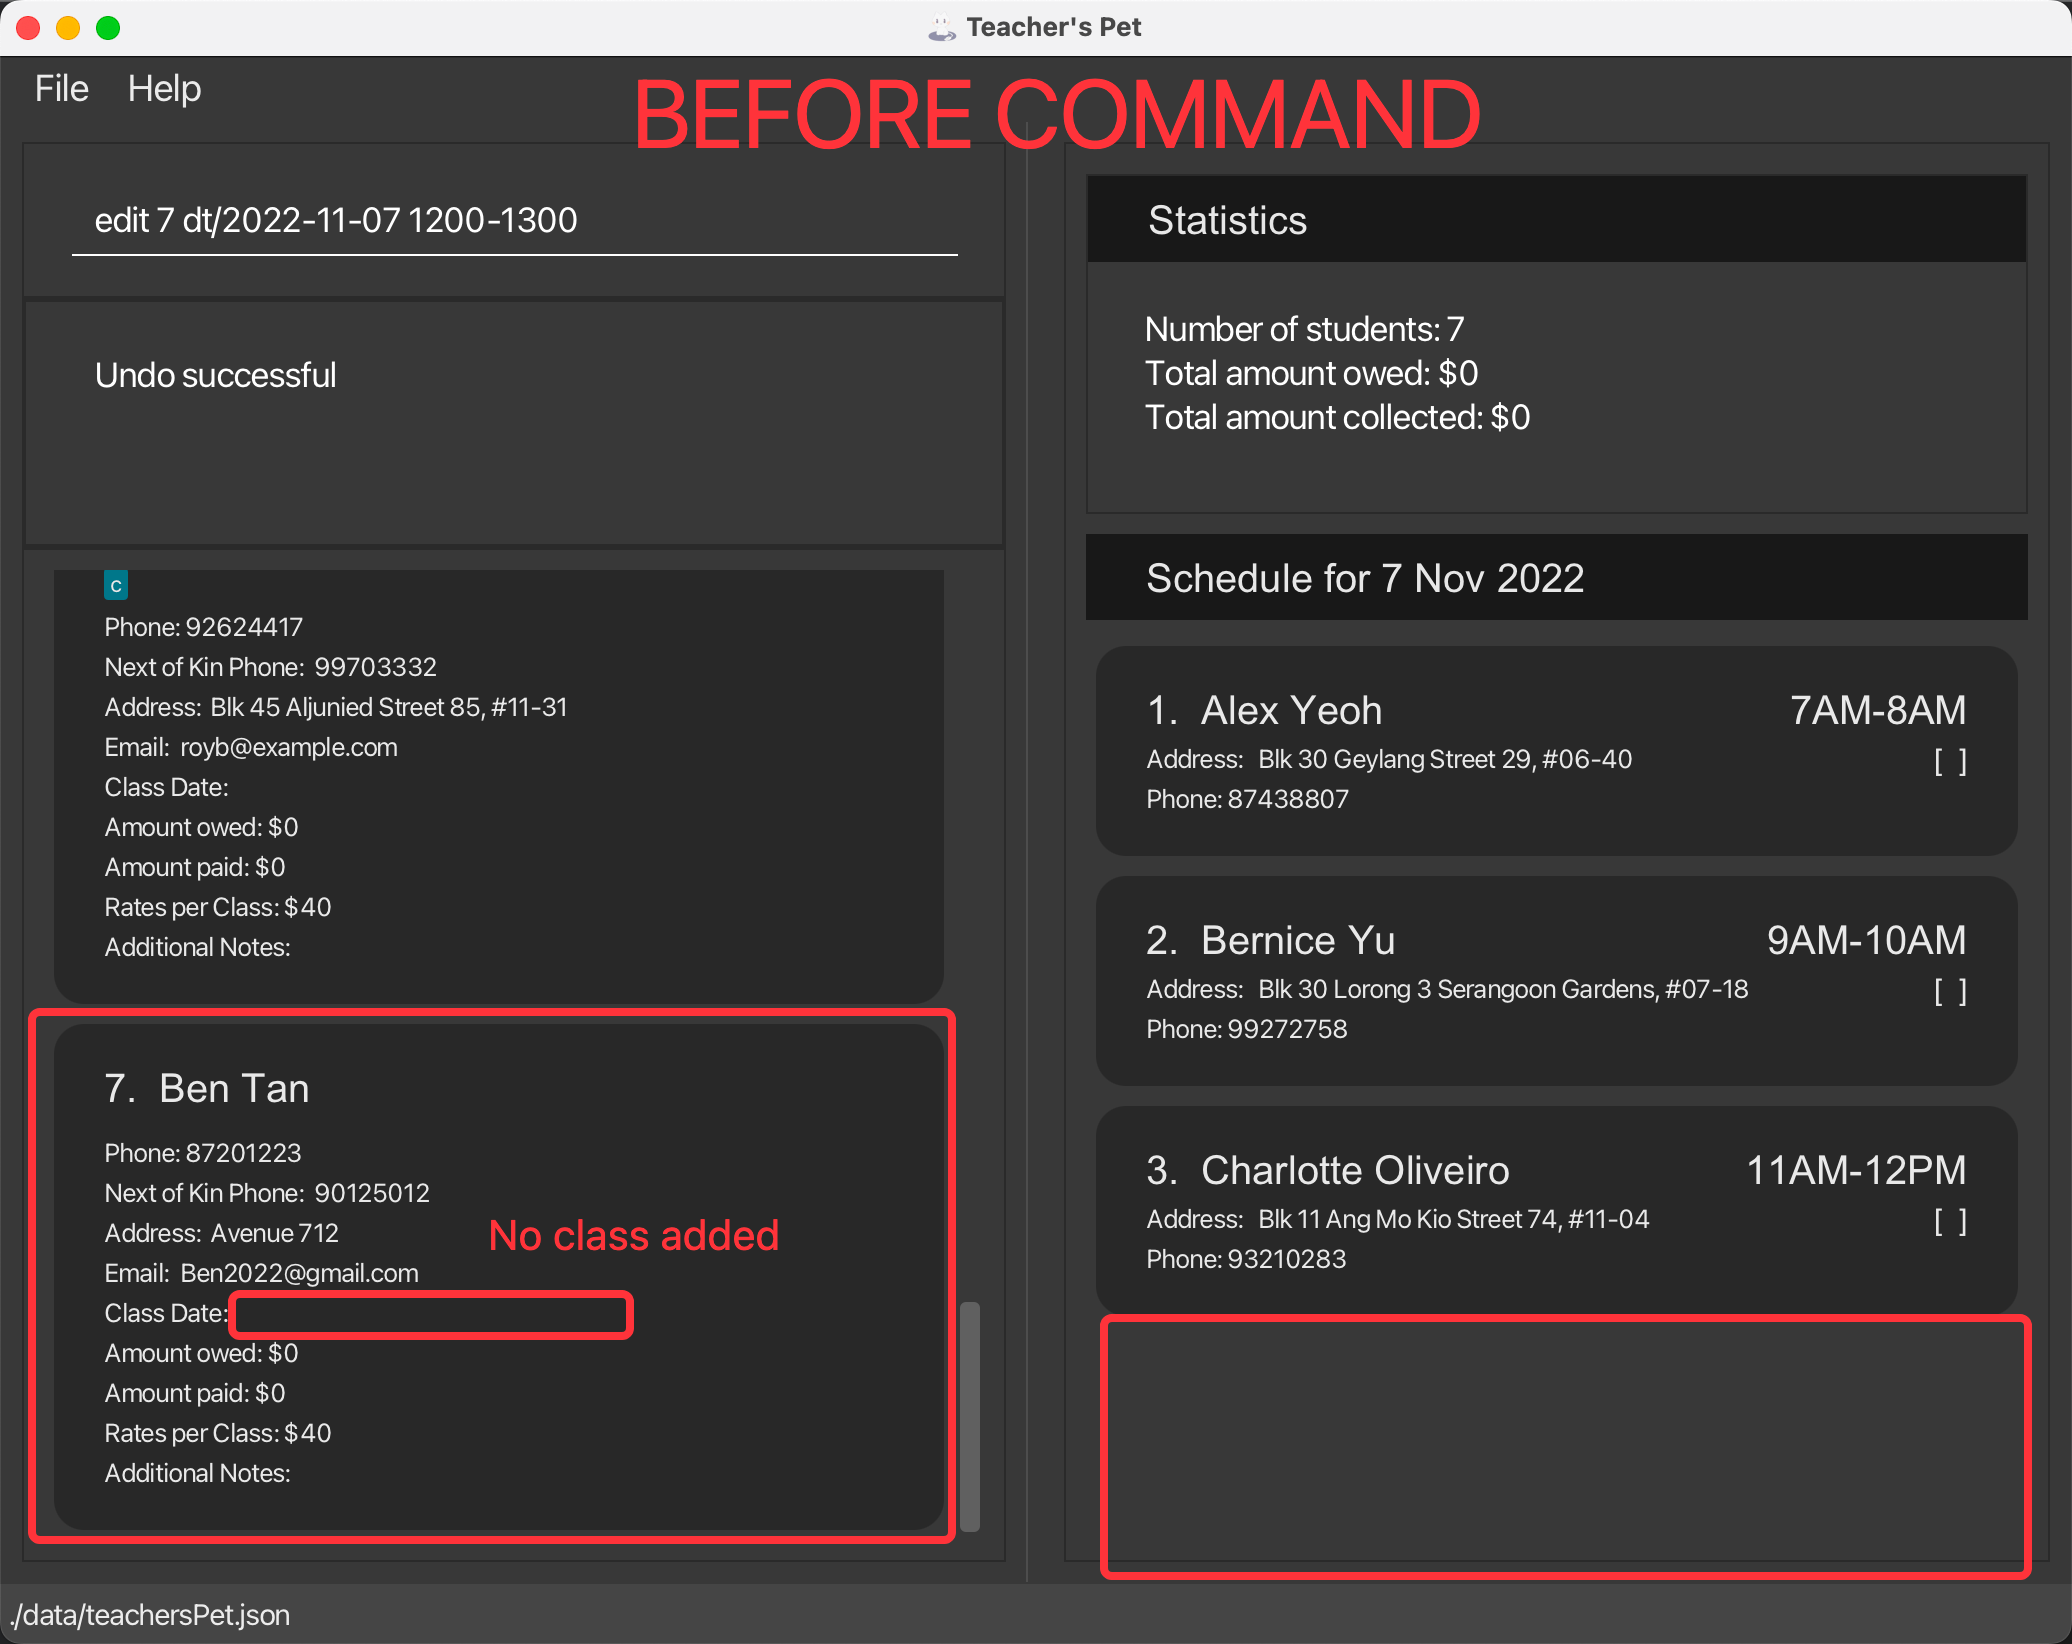 Teacher's Pet
File Help
BEFORE COMMAND
edit 7 dt/2022-11-07 1200-1300
Undo successful
c
Phone: 92624417
Next of Kin Phone: 99703332
Address: Blk 45 Aljunied Street 85, #11-31
Email: royb@example.com
Class Date:
Amount owed: $0
Amount paid: $0
Rates per Class: $40
Additional Notes:
7. Ben Tan
Phone: 87201223
Next of Kin Phone: 90125012
Address: Avenue 712
No class added
Email: Ben2022@gmail.com
Class Date:
Amount owed: $0
Amount paid: $0
Rates per Class: $40
Additional Notes:
Statistics
Number of students: 7
Total amount owed: $0
Total amount collected: $0
Schedule for 7 Nov 2022
1. Alex Yeoh 7AM-8AM
Address: Blk 30 Geylang Street 29, #06-40 [ ]
Phone: 87438807
2. Bernice Yu 9AM-10AM
Address: Blk 30 Lorong 3 Serangoon Gardens, #07-18 [ ]
Phone: 99272758
3. Charlotte Oliveiro 11AM-12PM
Address: Blk 11 Ang Mo Kio Street 74, #11-04 [ ]
Phone: 93210283
./data/teachersPet.json